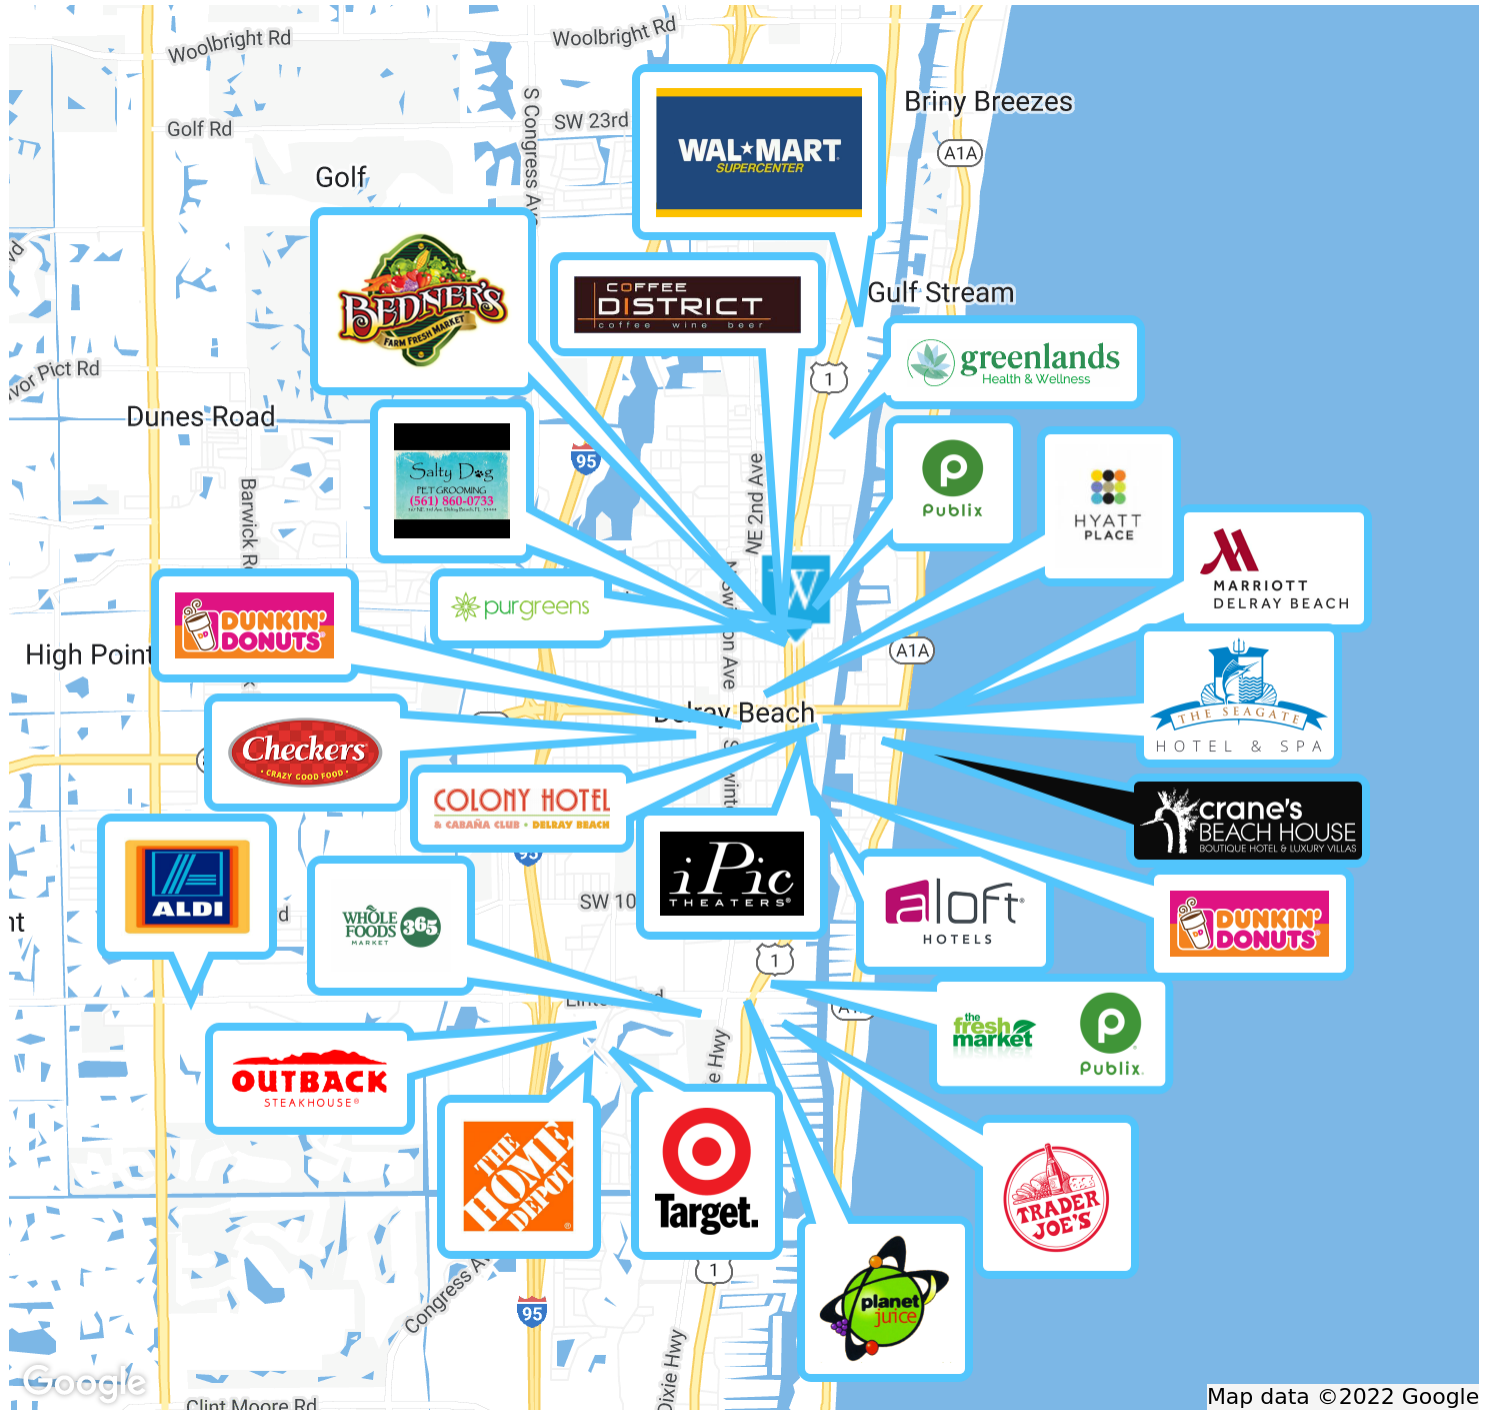 Woolbright Rd
Woolbright Rd
S Congress Ave
Briny Breezes
SW 23rd
Golf Rd
WAL★MART
SUPERCENTER
A1A
Golf
BEDNER'S
FARM FRESH MARKET
COFFEE
DISTRICT
coffee wine beer
Gulf Stream
1
greenlands
Health & Wellness
Dunes Road
Salty Dog
PET GROOMING
(561) 860-0733
95
NE 2nd Ave
Publix
HYATT
PLACE
MARRIOTT
DELRAY BEACH
W
DUNKIN'
DONUTS
purgreens
High Point
A1A
Delray Beach
THE SEAGATE
HOTEL & SPA
Checkers
CRAZY GOOD FOOD
COLONY HOTEL
& CABAÑA CLUB • DELRAY BEACH
crane's
BEACH HOUSE
BOUTIQUE HOTEL & LUXURY VILLAS
95
iPic
THEATERS®
ALDI
WHOLE
FOODS
MARKET
365
SW 10
aloft
HOTELS
DUNKIN'
DONUTS
1
the
fresh
market
Publix.
OUTBACK
STEAKHOUSE®
THE
HOME
DEPOT
Target.
TRADER
JOE'S
Congress A
95
1
planet
juice
Dixie Hwy
Google
Clint Moore Rd
Map data ©2022 Google